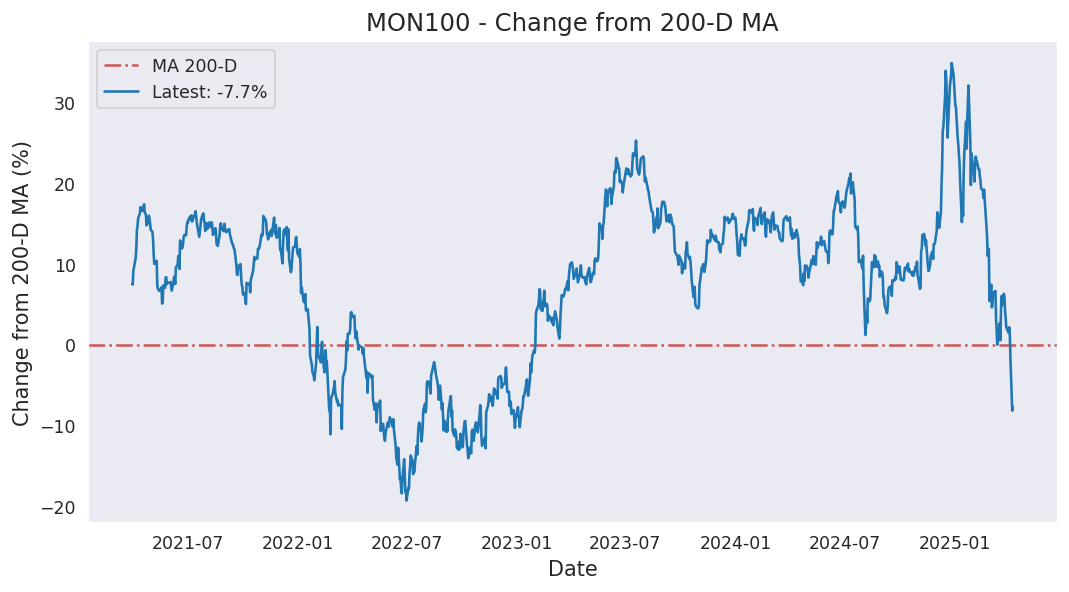 MON100 - Change from 200-D MA
MA 200-D
Latest: -7.7%
Change from 200-D MA (%)
30
20
10
0
−10
−20
2021-07 2022-01 2022-07 2023-01 2023-07 2024-01 2024-07 2025-01
Date